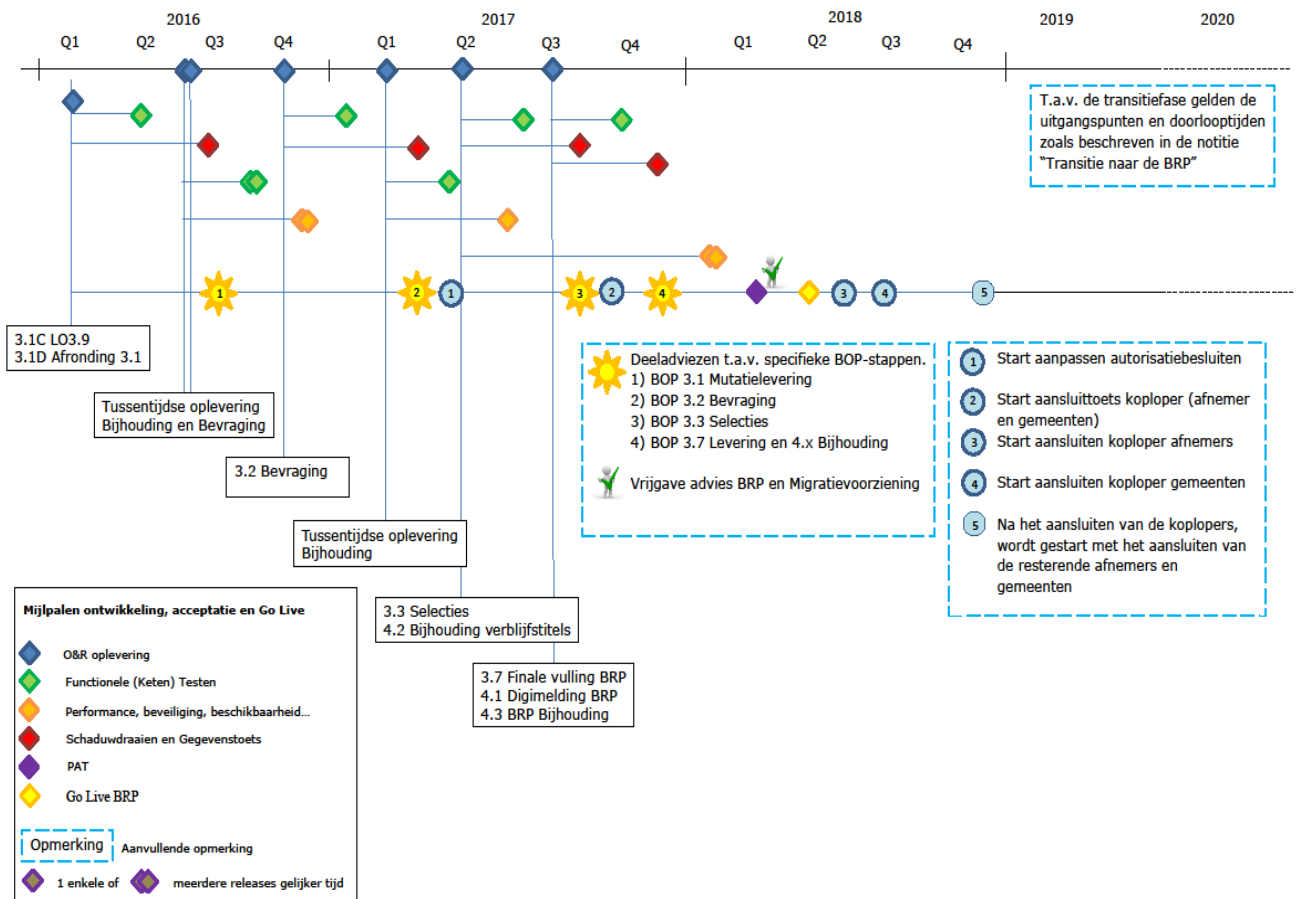 2016 2017 2018 2019 2020
Q1 Q2 Q3 Q4 Q1 Q2 Q3 Q4 Q1 Q2 Q3 Q4
T.a.v. de transitiefase gelden de
uitgangspunten en doorlooptijden
zoals beschreven in de notitie
“Transitie naar de BRP”
1 2 1 3 2 4 3 4 5
3.1C LO3.9
3.1D Afronding 3.1
Tussentijdse oplevering
Bijhouding en Bevraging
3.2 Bevraging
Tussentijdse oplevering
Bijhouding
3.3 Selecties
4.2 Bijhouding verblijfstitels
3.7 Finale vulling BRP
4.1 Digimelding BRP
4.3 BRP Bijhouding
Deeladviezen t.a.v. specifieke BOP-stappen.
1) BOP 3.1 Mutatielevering
2) BOP 3.2 Bevraging
3) BOP 3.3 Selecties
4) BOP 3.7 Levering en 4.x Bijhouding
Vrijgave advies BRP en Migratievoorziening
1 Start aanpassen autorisatiebesluiten
2 Start aansluittoets koploper (afnemer
en gemeenten)
3 Start aansluiten koploper afnemers
4 Start aansluiten koploper gemeenten
5 Na het aansluiten van de koplopers,
wordt gestart met het aansluiten van
de resterende afnemers en
gemeenten
Mijlpalen ontwikkeling, acceptatie en Go Live
O&R oplevering
Functionele (Keten) Testen
Performance, beveiliging, beschikbaarheid...
Schaduwdraaien en Gegevenstoets
PAT
Go Live BRP
Opmerking Aanvullende opmerking
1 enkele of meerdere releases gelijker tijd